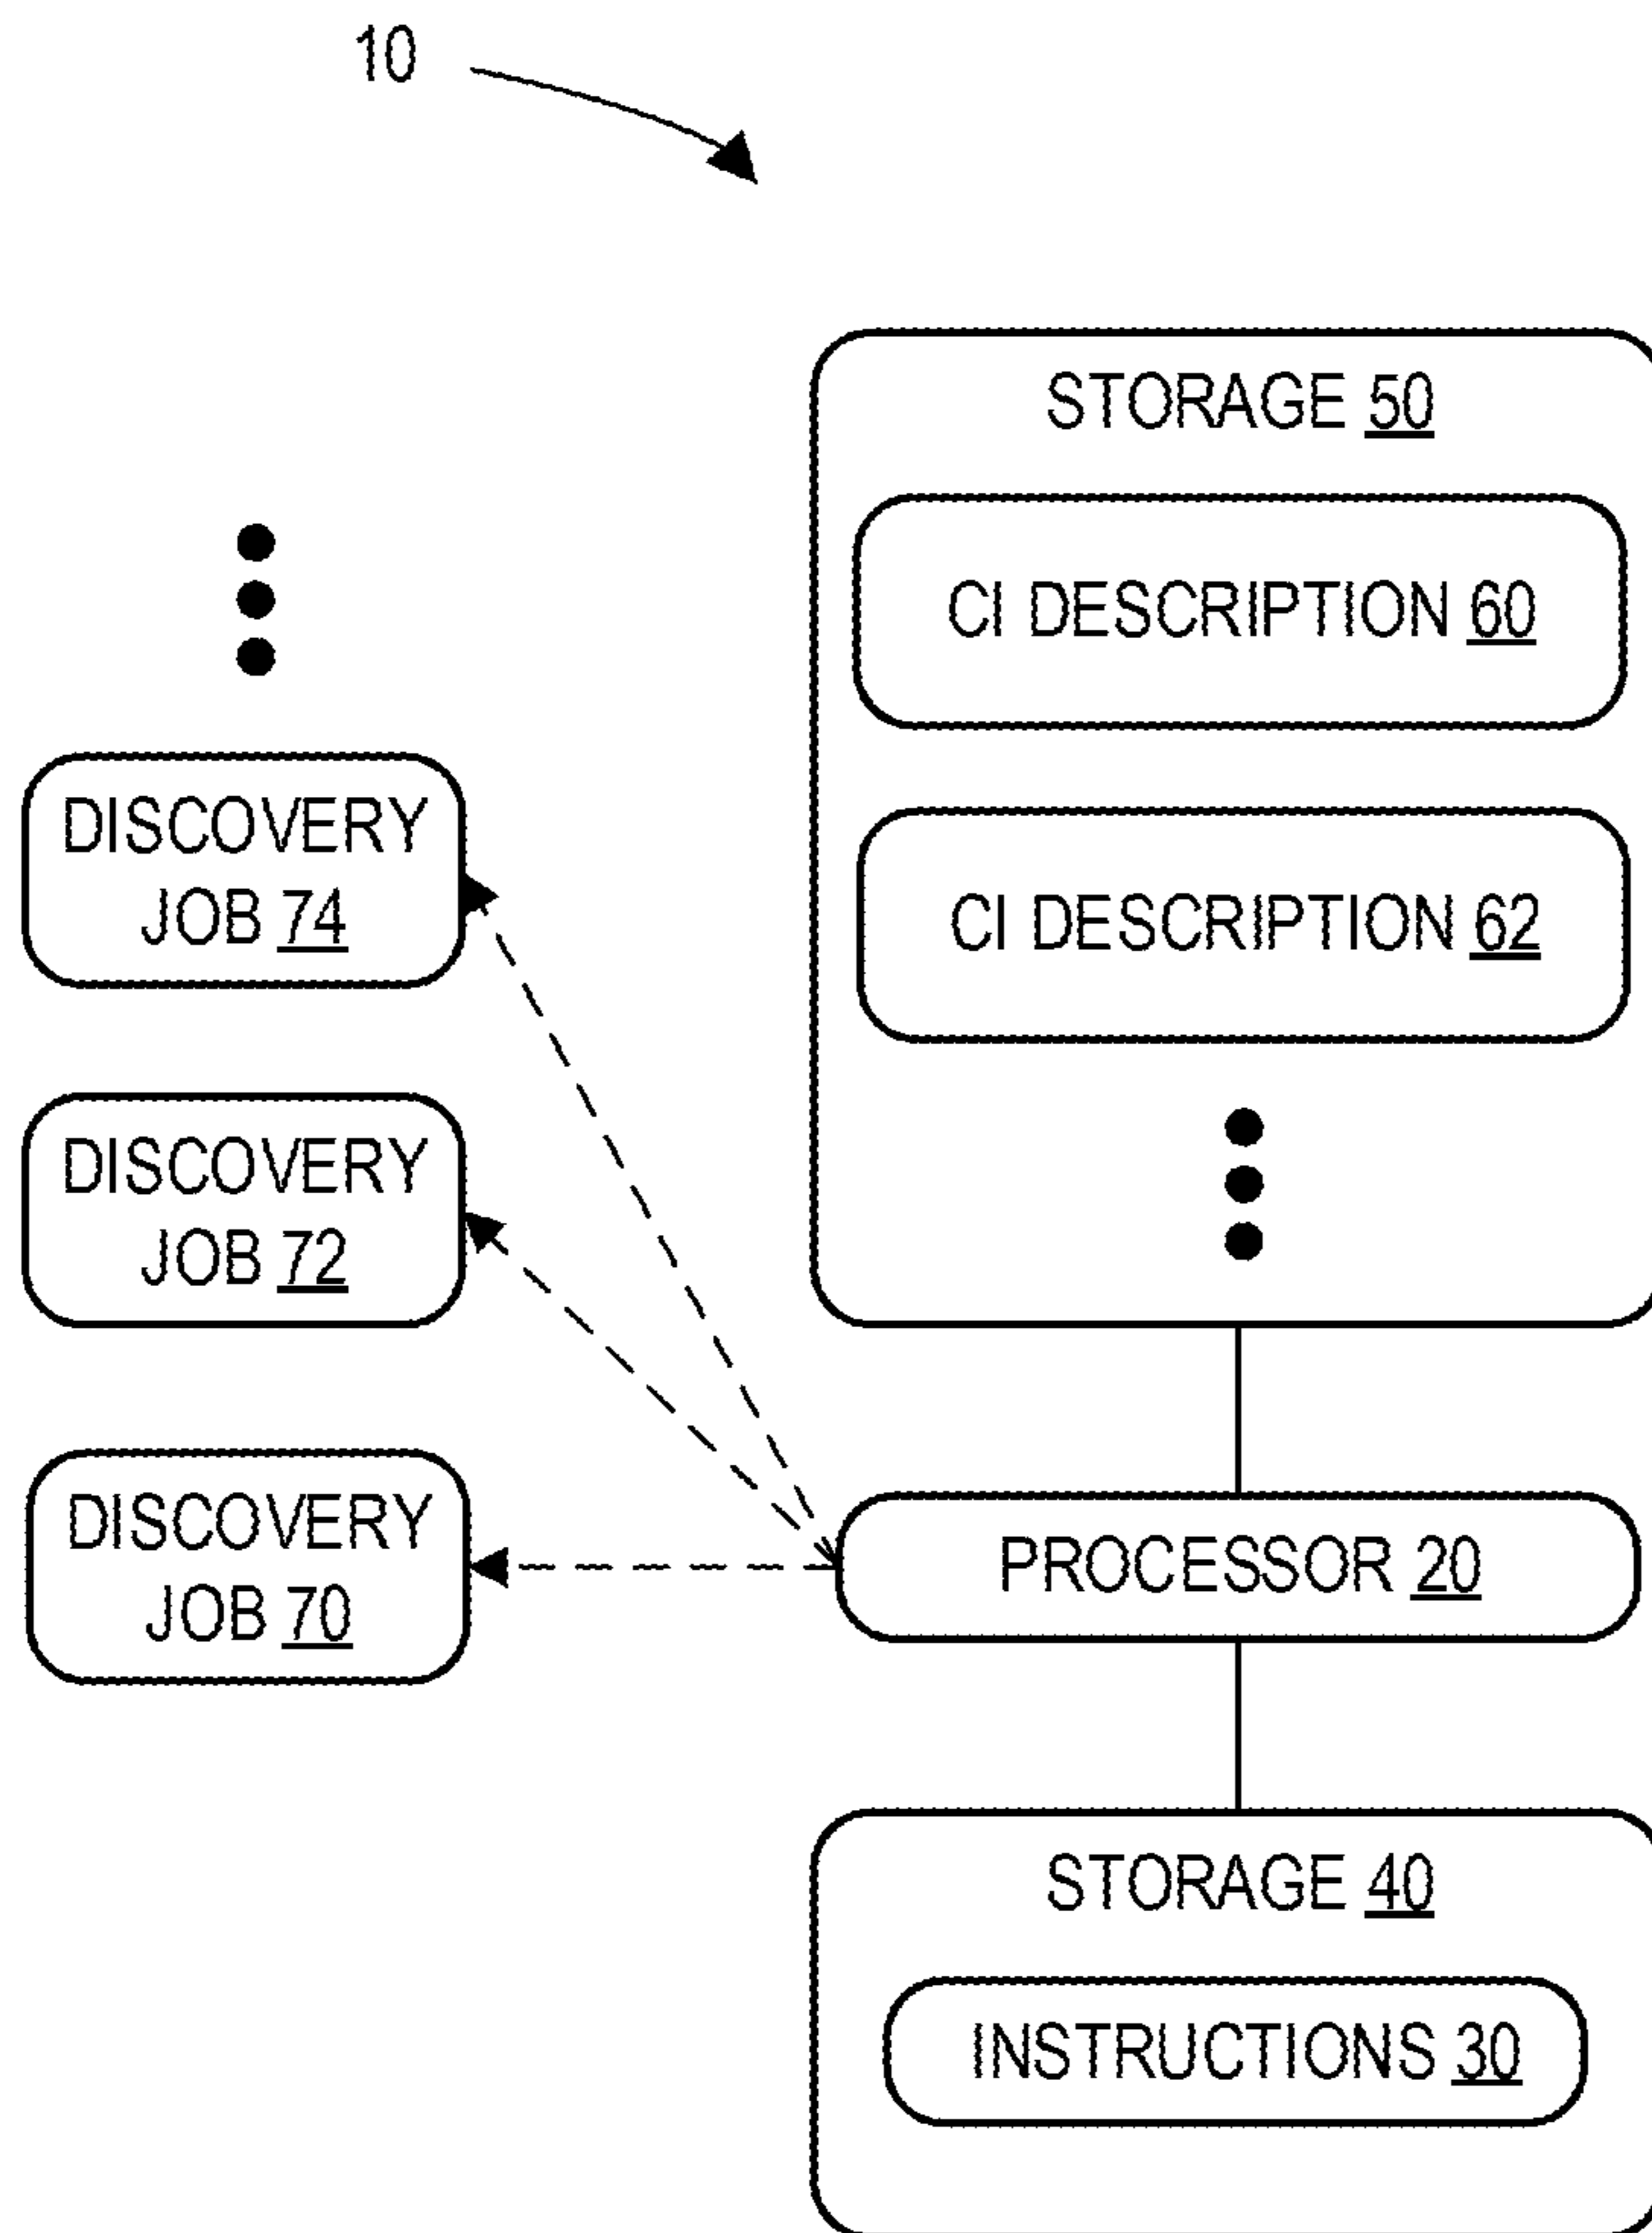 10
STORAGE 50
CI DESCRIPTION 60
CI DESCRIPTION 62
DISCOVERY
JOB 74
DISCOVERY
JOB 72
DISCOVERY
JOB 70
PROCESSOR 20
STORAGE 40
INSTRUCTIONS 30